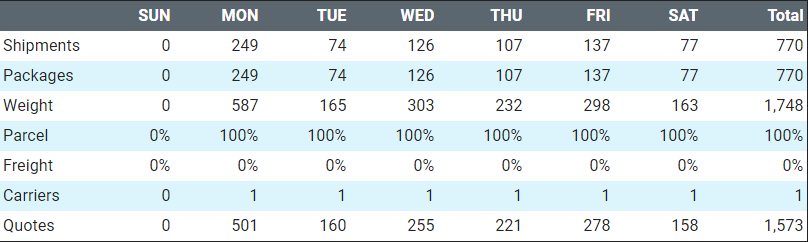 SUN MON TUE WED THU FRI SAT Total
Shipments 0 249 74 126 107 137 77 770
Packages 0 249 74 126 107 137 77 770
Weight 0 587 165 303 232 298 163 1,748
Parcel 0% 100% 100% 100% 100% 100% 100% 100%
Freight 0% 0% 0% 0% 0% 0% 0% 0%
Carriers 0 1 1 1 1 1 1 1
Quotes 0 501 160 255 221 278 158 1,573